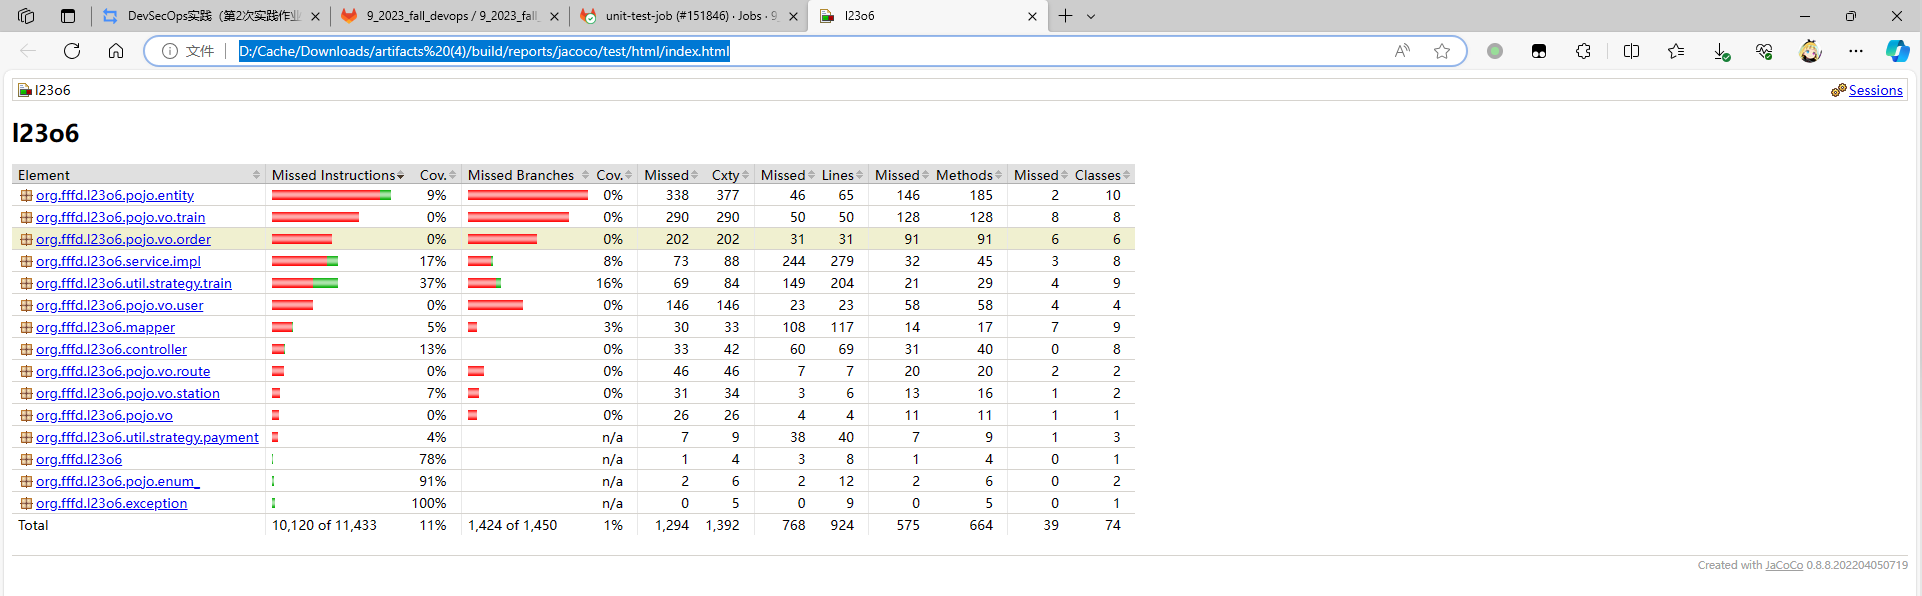 DevSecOps实践（第2次实践作业
9_2023_fall_devops / 9_2023_fall_
unit-test-job (#151846) · Jobs · 9_
l23o6
文件
D:/Cache/Downloads/artifacts%20(4)/build/reports/jacoco/test/html/index.html
l23o6 Sessions
l23o6
Element Missed Instructions Cov. Missed Branches Cov. Missed Cxty Missed Lines Missed Methods Missed Classes
org.fffd.l23o6.pojo.entity 9% 0% 338 377 46 65 146 185 2 10
org.fffd.l23o6.pojo.vo.train 0% 0% 290 290 50 50 128 128 8 8
org.fffd.l23o6.pojo.vo.order 0% 0% 202 202 31 31 91 91 6 6
org.fffd.l23o6.service.impl 17% 8% 73 88 244 279 32 45 3 8
org.fffd.l23o6.util.strategy.train 37% 16% 69 84 149 204 21 29 4 9
org.fffd.l23o6.pojo.vo.user 0% 0% 146 146 23 23 58 58 4 4
org.fffd.l23o6.mapper 5% 3% 30 33 108 117 14 17 7 9
org.fffd.l23o6.controller 13% 0% 33 42 60 69 31 40 0 8
org.fffd.l23o6.pojo.vo.route 0% 0% 46 46 7 7 20 20 2 2
org.fffd.l23o6.pojo.vo.station 7% 0% 31 34 3 6 13 16 1 2
org.fffd.l23o6.pojo.vo 0% 0% 26 26 4 4 11 11 1 1
org.fffd.l23o6.util.strategy.payment 4% n/a 7 9 38 40 7 9 1 3
org.fffd.l23o6 78% n/a 1 4 3 8 1 4 0 1
org.fffd.l23o6.pojo.enum_ 91% n/a 2 6 2 12 2 6 0 2
org.fffd.l23o6.exception 100% n/a 0 5 0 9 0 5 0 1
Total 10,120 of 11,433 11% 1,424 of 1,450 1% 1,294 1,392 768 924 575 664 39 74
Created with JaCoCo 0.8.8.202204050719